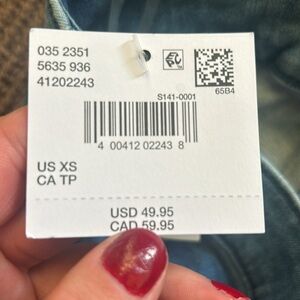 035 2351
5635 936
41202243
65B4
S141-0001
4 00412 02243 8
US XS
CA TP
USD 49.95
CAD 59.95